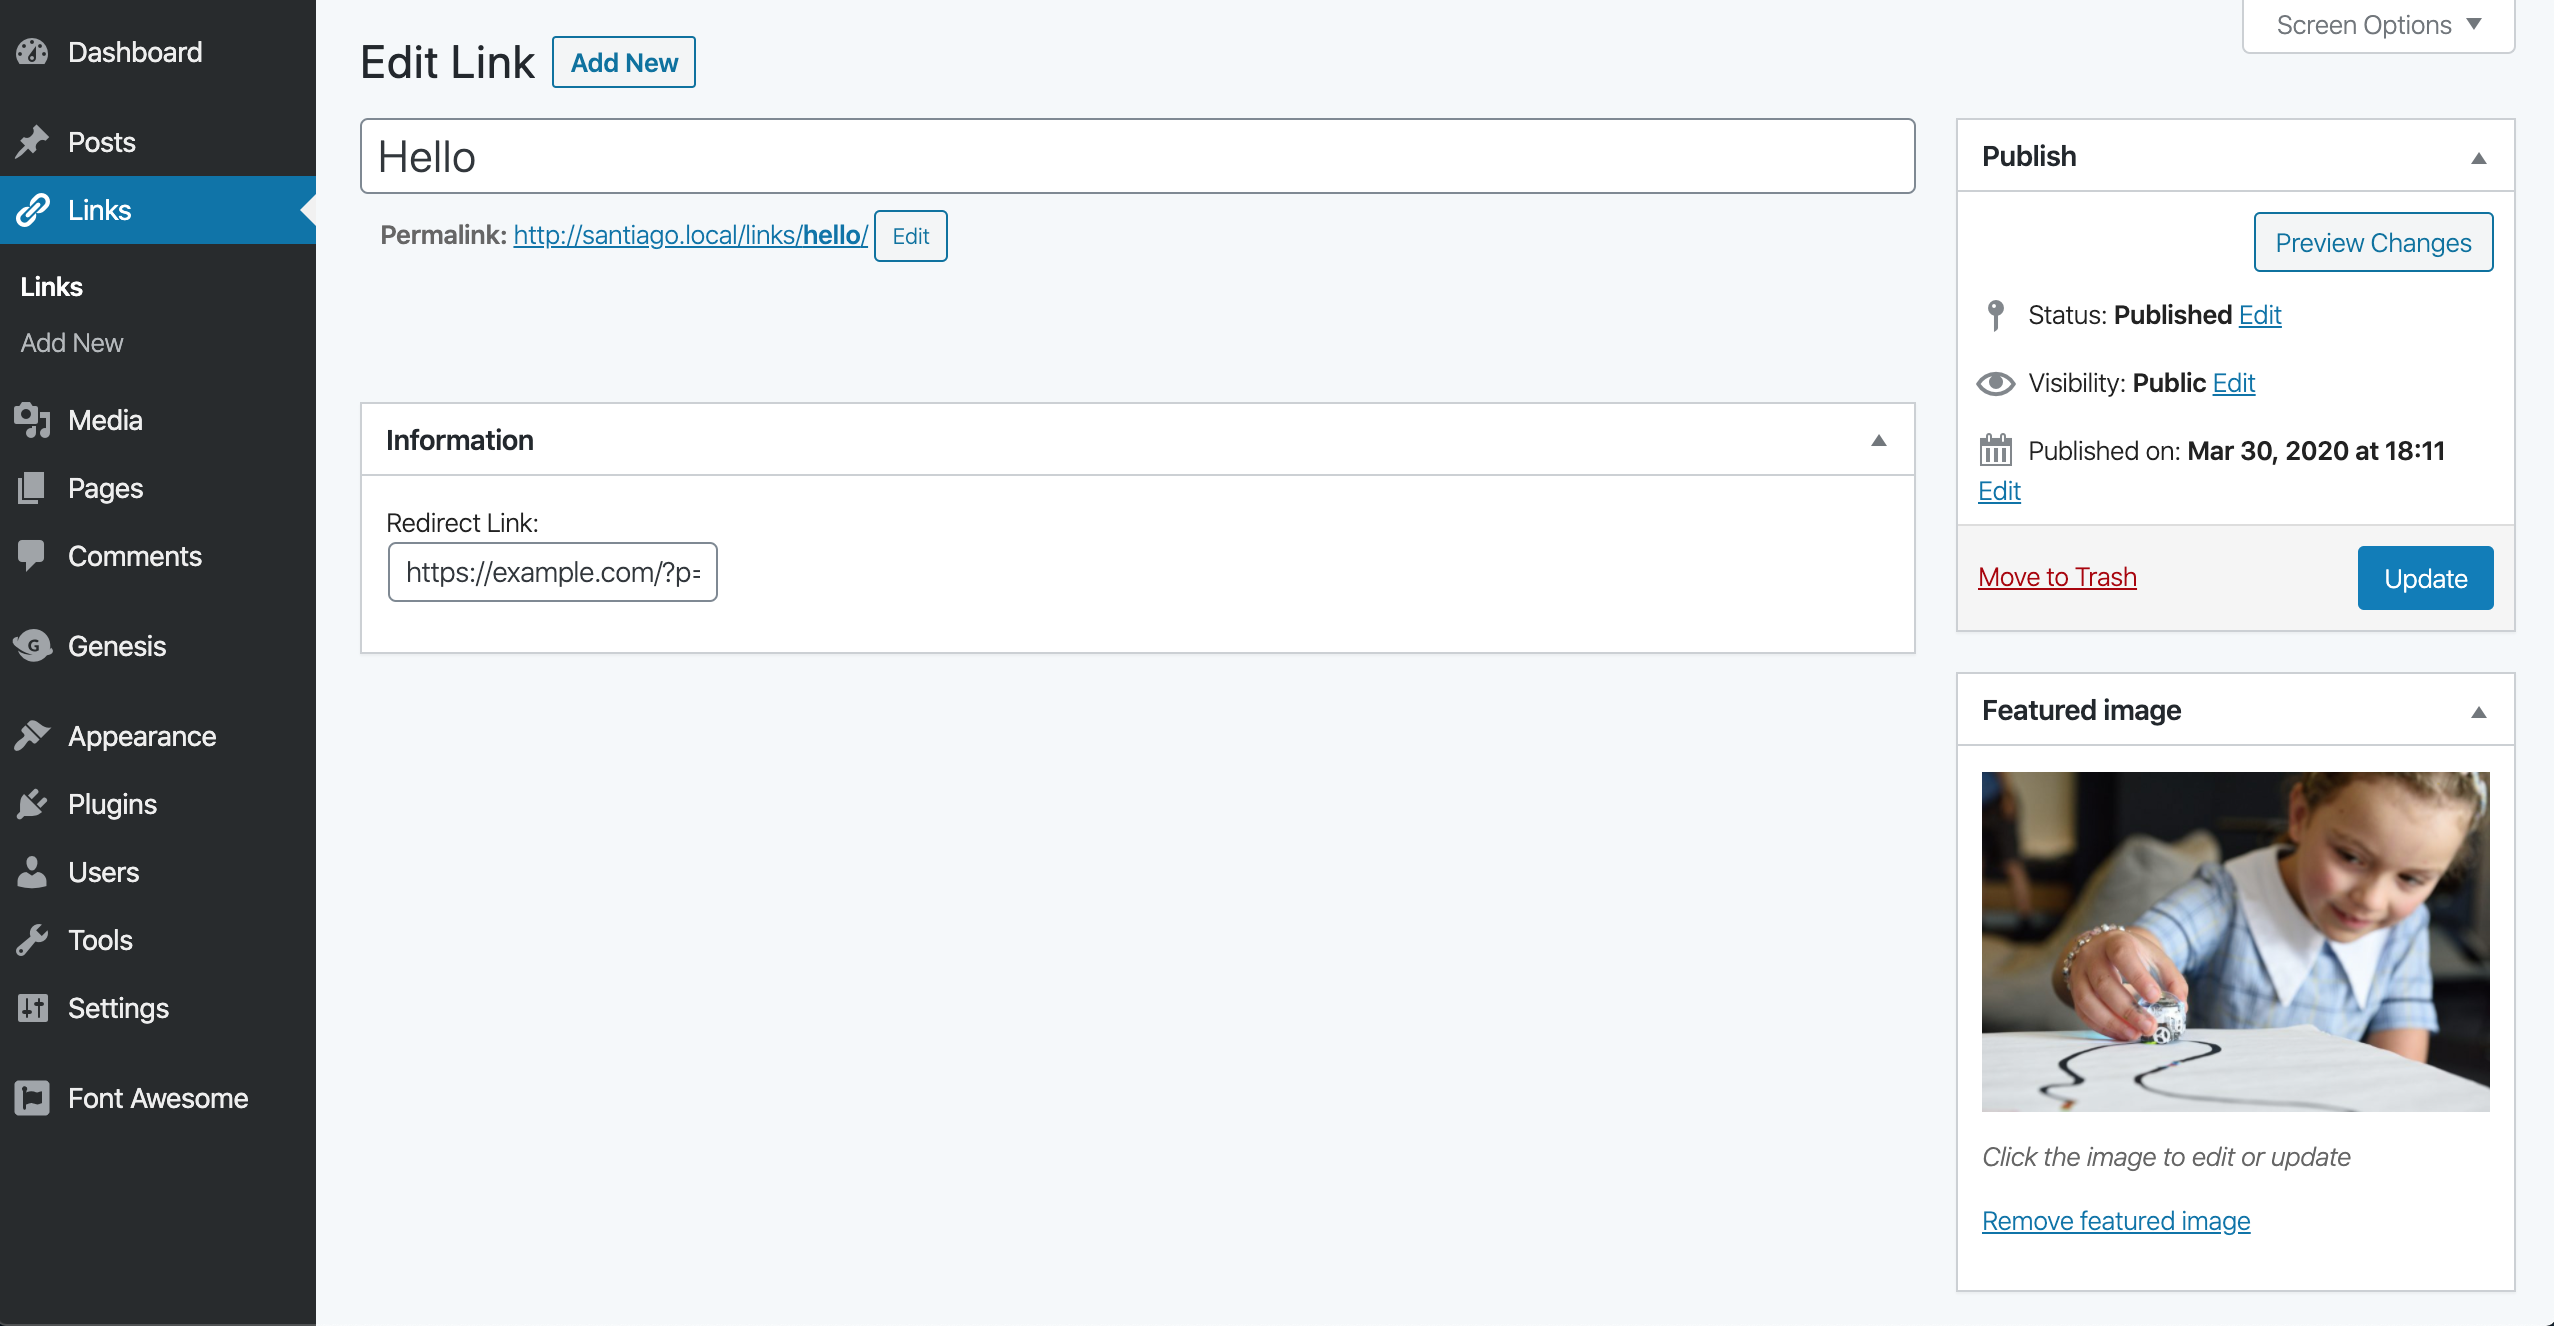 Dashboard
Posts
Links
Links
Add New
Media
Pages
Comments
Genesis
Appearance
Plugins
Users
Tools
Settings
Font Awesome
Screen Options
Edit Link
Add New
Hello
Permalink: http://santiago.local/links/hello/ Edit
Information
Redirect Link:
https://example.com/?p=
Publish
Preview Changes
Status: Published Edit
Visibility: Public Edit
Published on: Mar 30, 2020 at 18:11
Edit
Move to Trash
Update
Featured image
Click the image to edit or update
Remove featured image